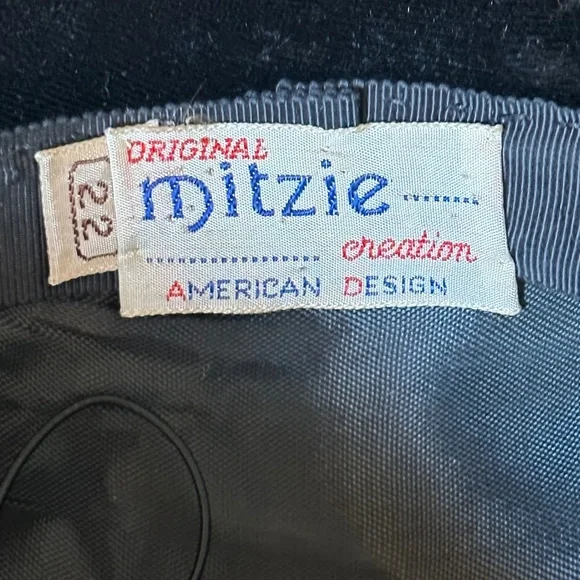 ORIGINAL
mitzie........
.................... creation
AMERICAN DESIGN
22